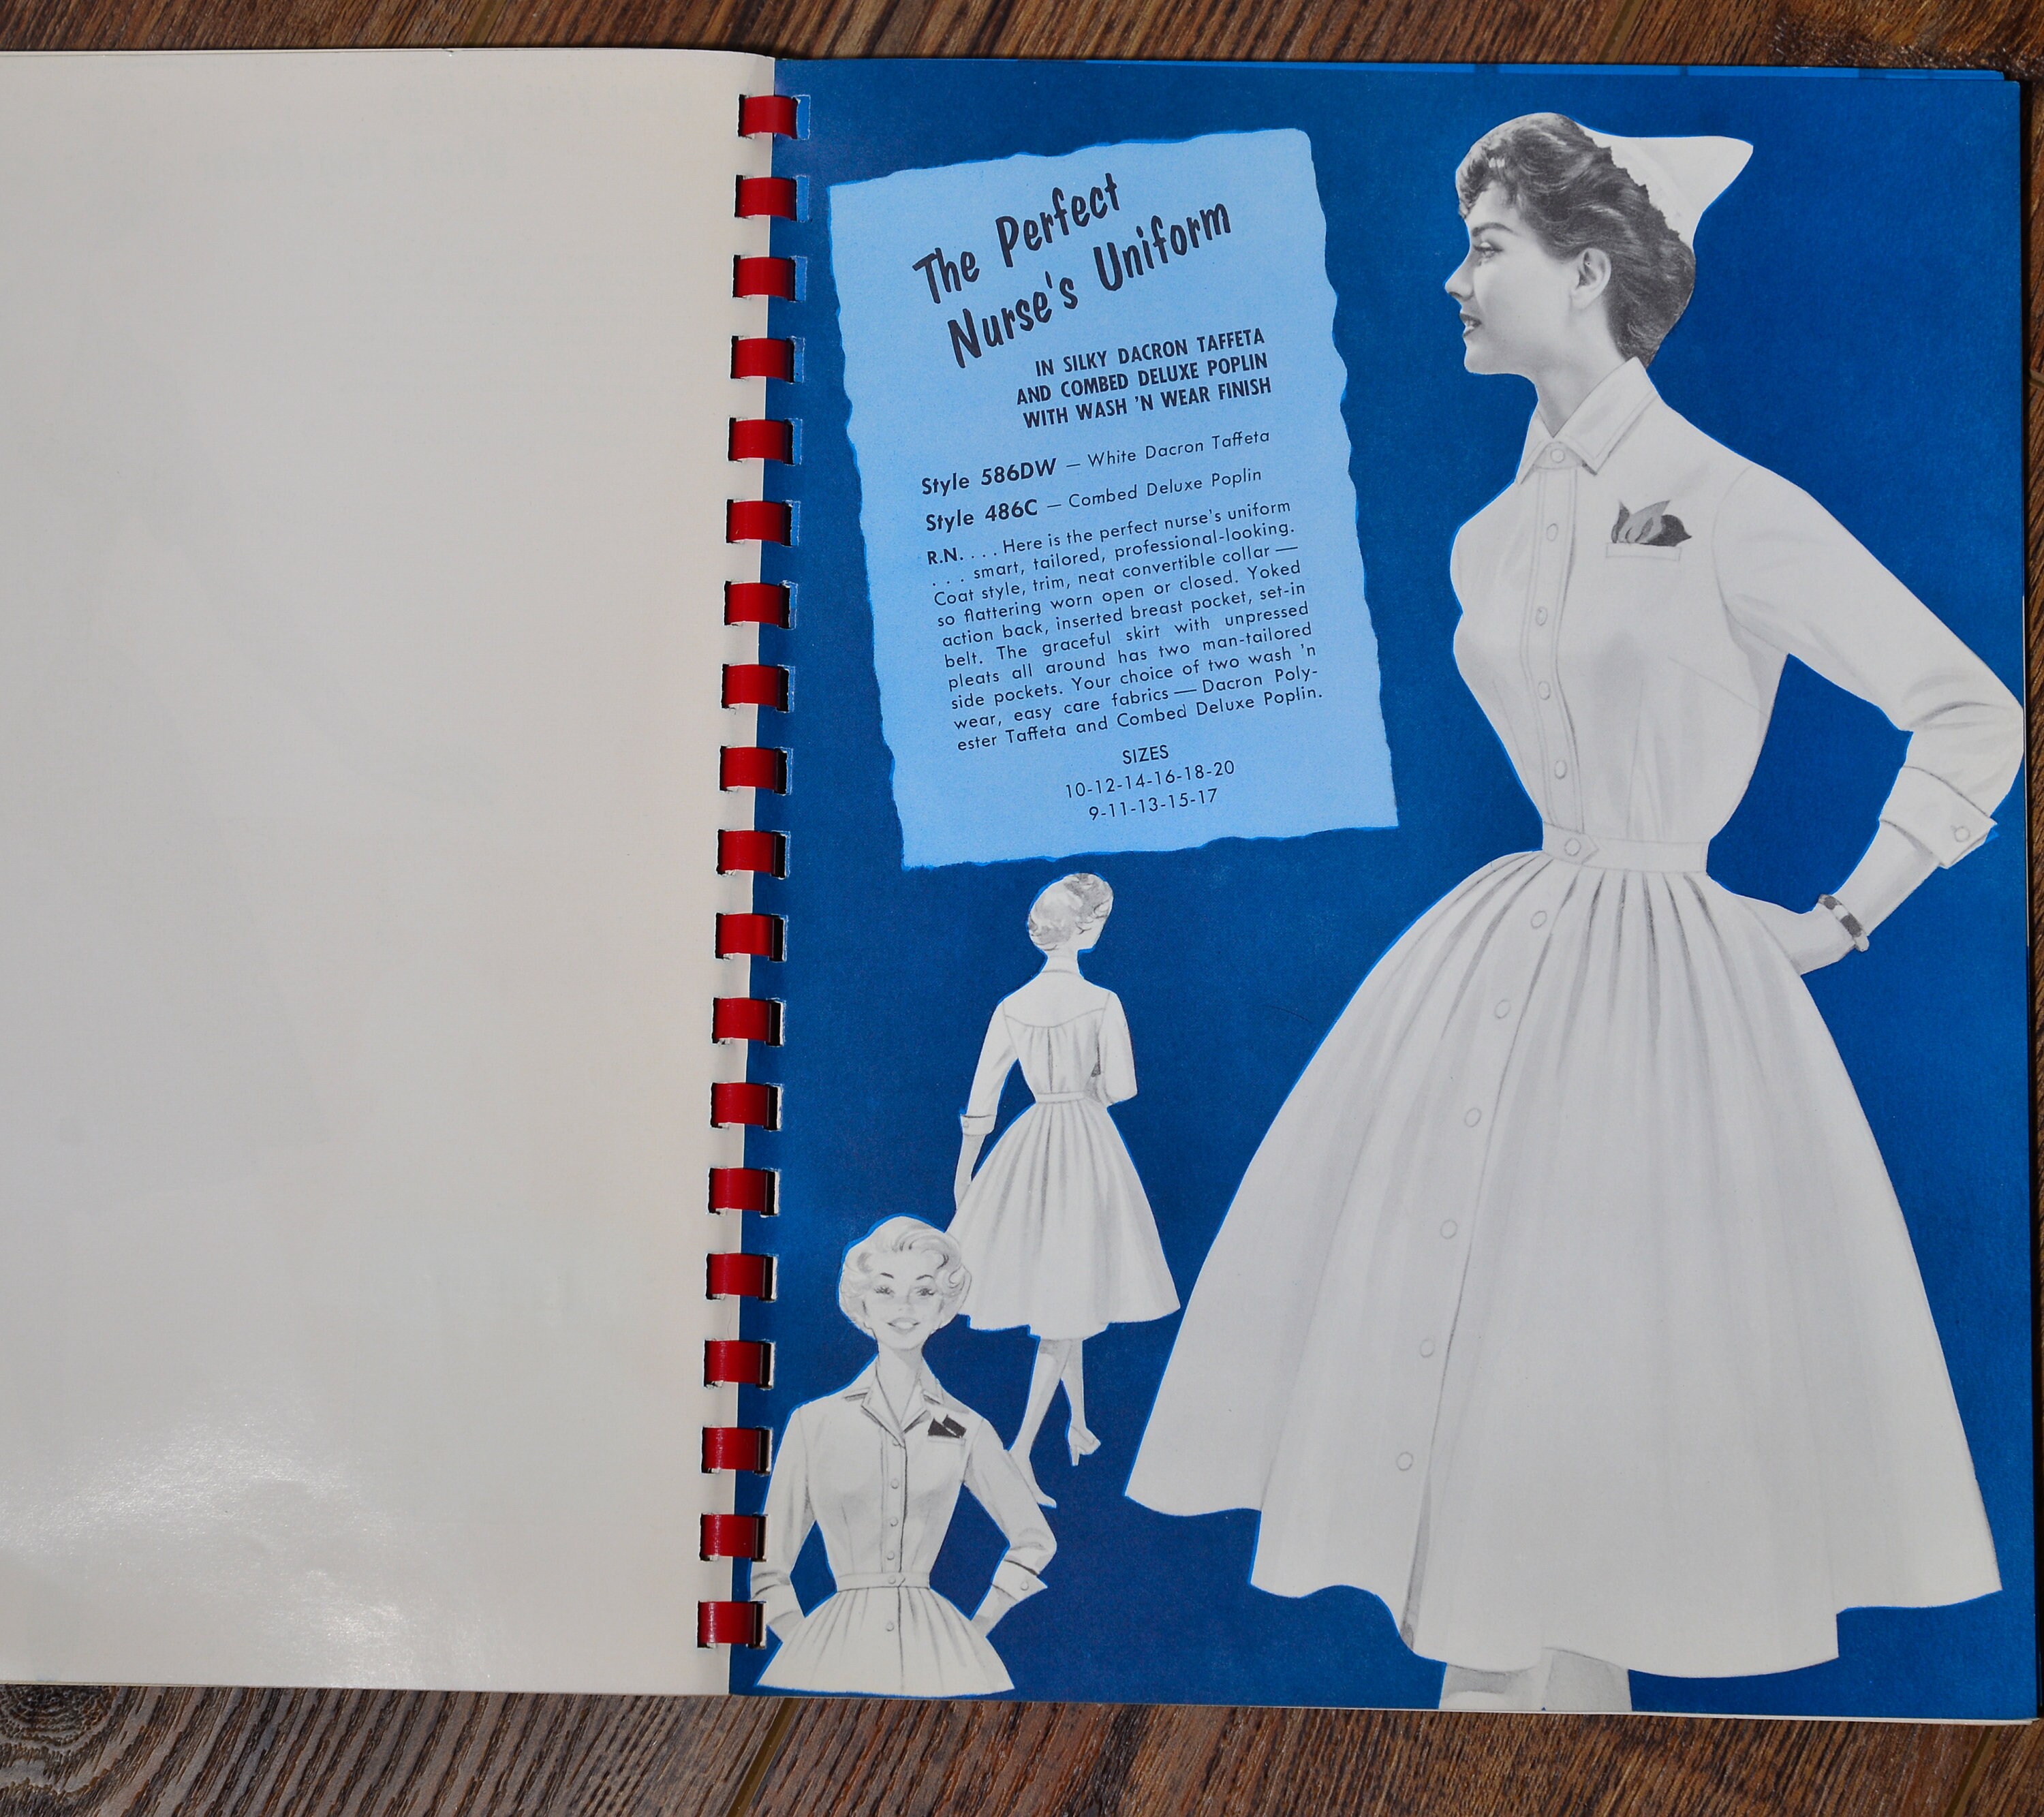 The Perfect
Nurse's Uniform
IN SILKY DACRON TAFFETA
AND COMBED DELUXE POPLIN
WITH WASH 'N WEAR FINISH
Style 586DW — White Dacron Taffeta
Style 486C — Combed Deluxe Poplin
R.N. . . . Here is the perfect nurse's uniform
. . . smart, tailored, professional-looking.
Coat style, trim, neat convertible collar —
so flattering worn open or closed. Yoked
action back, inserted breast pocket, set-in
belt. The graceful skirt with unpressed
pleats all around has two man-tailored
side pockets. Your choice of two wash 'n
wear, easy care fabrics — Dacron Poly-
ester Taffeta and Combed Deluxe Poplin.
SIZES
10-12-14-16-18-20
9-11-13-15-17